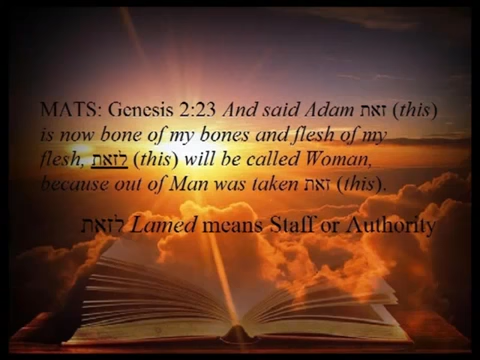 MATS: Genesis 2:23 And said Adam זאת (this)
is now bone of my bones and flesh of my
flesh, לזאת (this) will be called Woman,
because out of Man was taken זאת (this).
לזאת Lamed means Staff or Authority